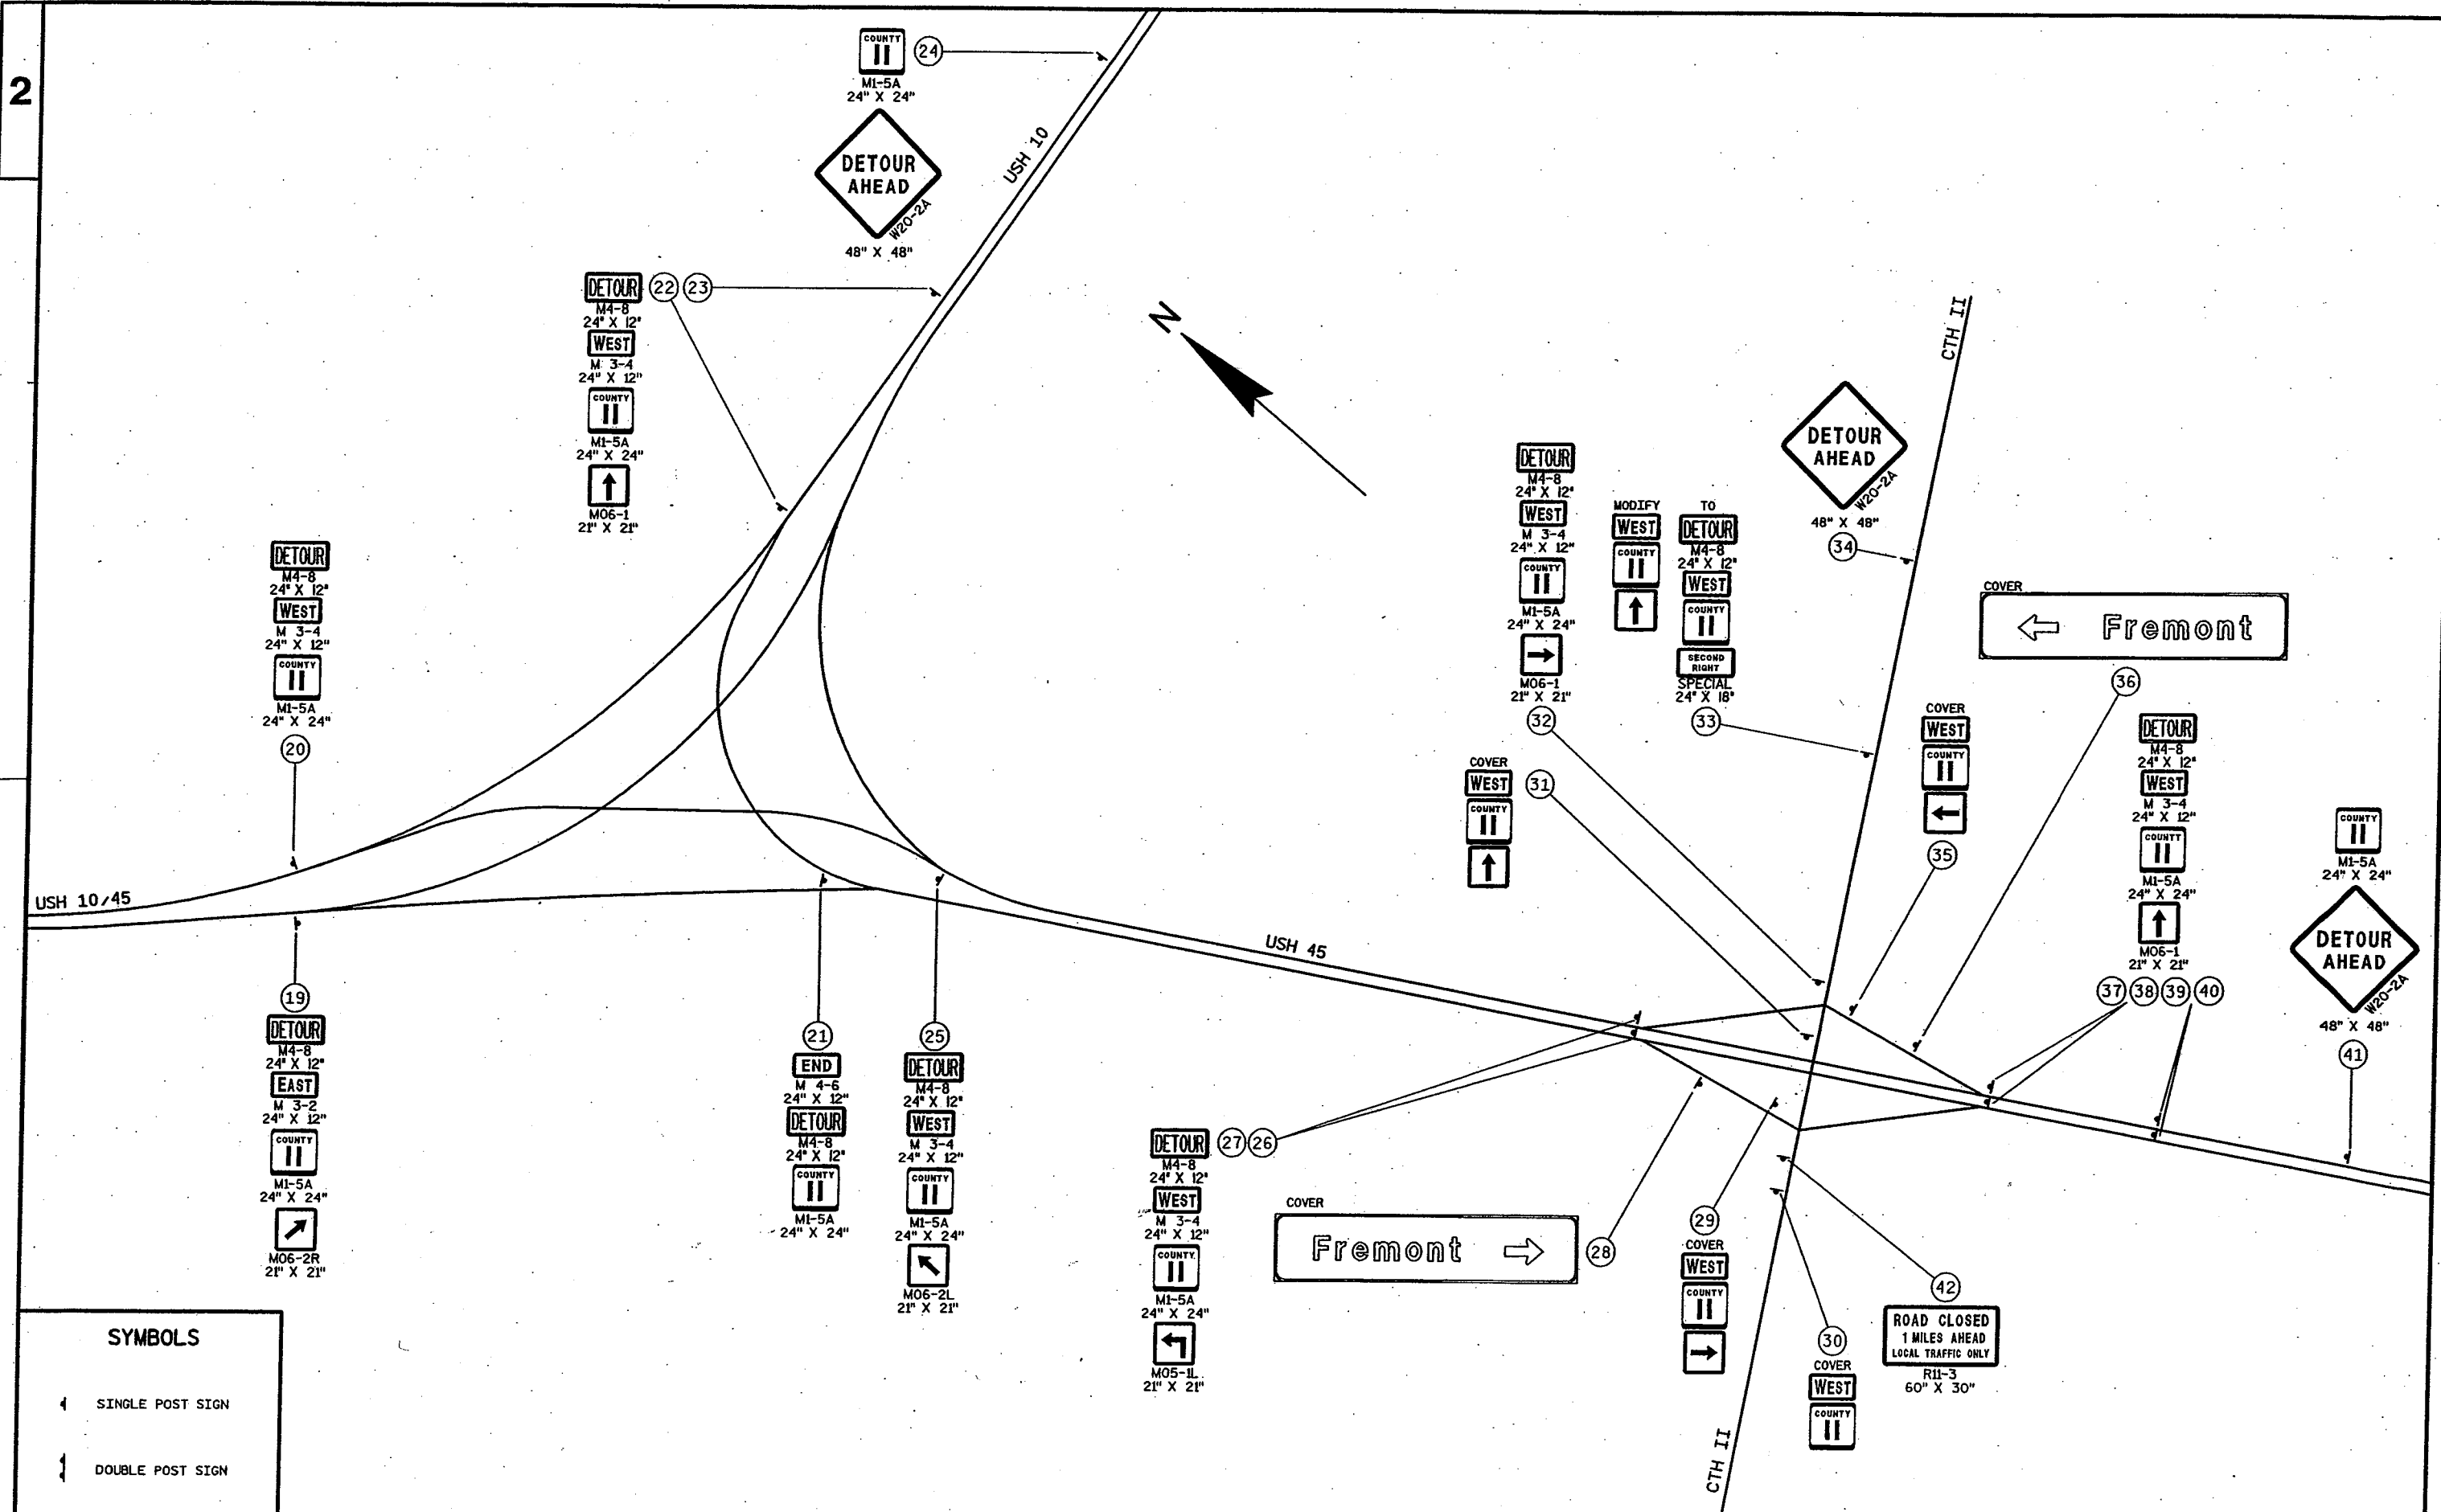 2
COUNTY
II
24
M1-5A
24" X 24"
DETOUR
AHEAD
W20-2A
48" X 48"
USH 10
DETOUR
22 23
M4-8
24" X 12"
WEST
M 3-4
24" X 12"
COUNTY
II
M1-5A
24" X 24"
M06-1
21" X 21"
DETOUR
M4-8
24" X 12"
WEST
M 3-4
24" X 12"
COUNTY
II
M1-5A
24" X 24"
20
USH 10/45
19
DETOUR
M4-8
24" X 12"
EAST
M 3-2
24" X 12"
COUNTY
II
M1-5A
24" X 24"
M06-2R
21" X 21"
21
END
M 4-6
24" X 12"
DETOUR
M4-8
24" X 12"
COUNTY
II
M1-5A
24" X 24"
25
DETOUR
M4-8
24" X 12"
WEST
M 3-4
24" X 12"
COUNTY
II
M1-5A
24" X 24"
M06-2L
21" X 21"
N
USH 45
DETOUR
27 26
M4-8
24" X 12"
WEST
M 3-4
24" X 12"
COUNTY
II
M1-5A
24" X 24"
M05-1L
21" X 21"
COVER
Fremont
28
29
COVER
WEST
COUNTY
II
30
COVER
WEST
COUNTY
II
42
ROAD CLOSED
1 MILES AHEAD
LOCAL TRAFFIC ONLY
R11-3
60" X 30"
CTH II
COVER
WEST
31
COUNTY
II
DETOUR
M4-8
24" X 12"
WEST
M 3-4
24" X 12"
COUNTY
II
M1-5A
24" X 24"
M06-1
21" X 21"
32
MODIFY
WEST
COUNTY
II
TO
DETOUR
M4-8
24" X 12"
WEST
COUNTY
II
SECOND
RIGHT
SPECIAL
24" X 18"
33
DETOUR
AHEAD
W20-2A
48" X 48"
34
CTH II
COVER
Fremont
36
COVER
WEST
COUNTY
II
35
DETOUR
M4-8
24" X 12"
WEST
M 3-4
24" X 12"
COUNTY
II
M1-5A
24" X 24"
M06-1
21" X 21"
37 38 39 40
COUNTY
II
M1-5A
24" X 24"
DETOUR
AHEAD
W20-2A
48" X 48"
41
SYMBOLS
SINGLE POST SIGN
DOUBLE POST SIGN